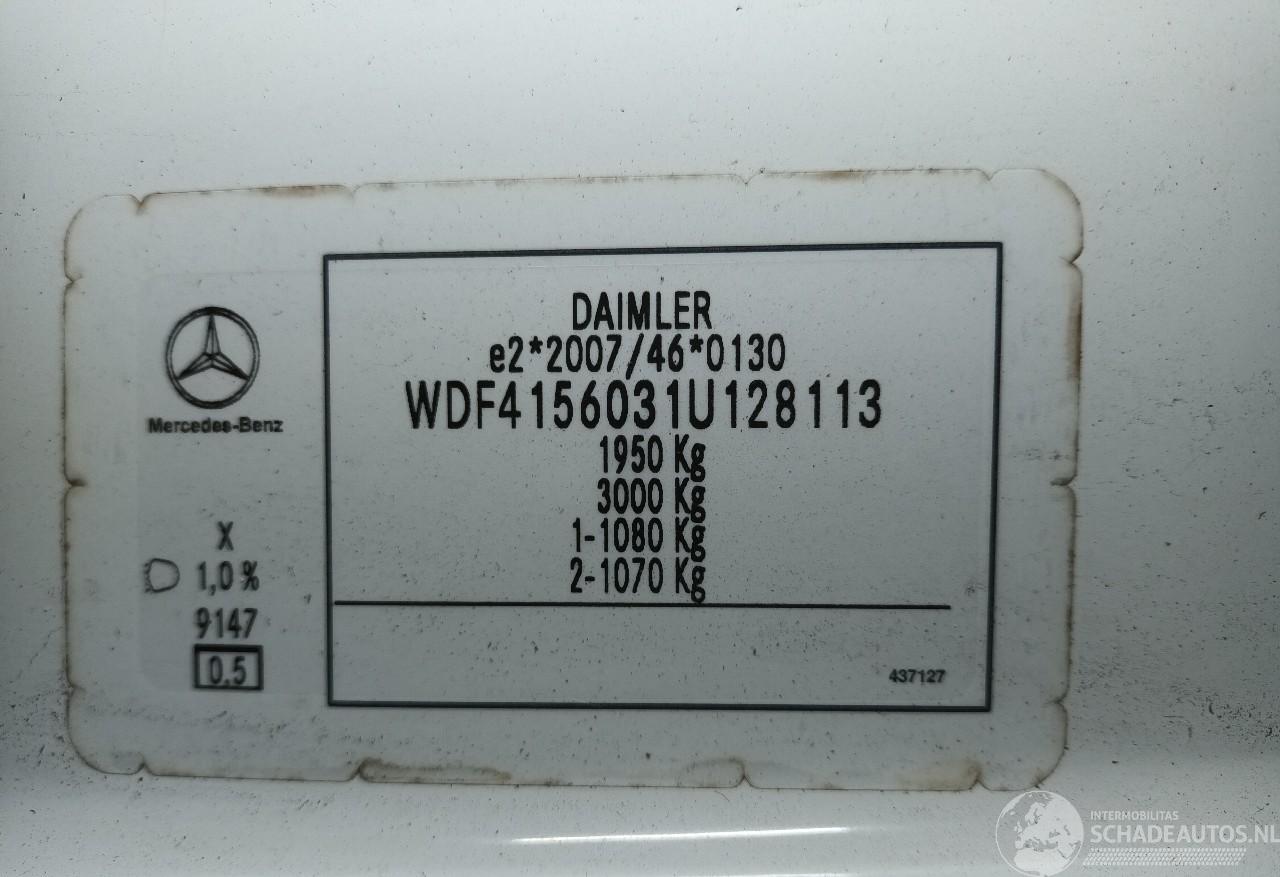 Mercedes-Benz
X
1,0 %
9147
0.5
DAIMLER
e2*2007/46*0130
WDF4156031U128113
1950 Kg
3000 Kg
1-1080 Kg
2-1070 Kg
437127
INTERMOBILITAS
SCHADEAUTOS.NL